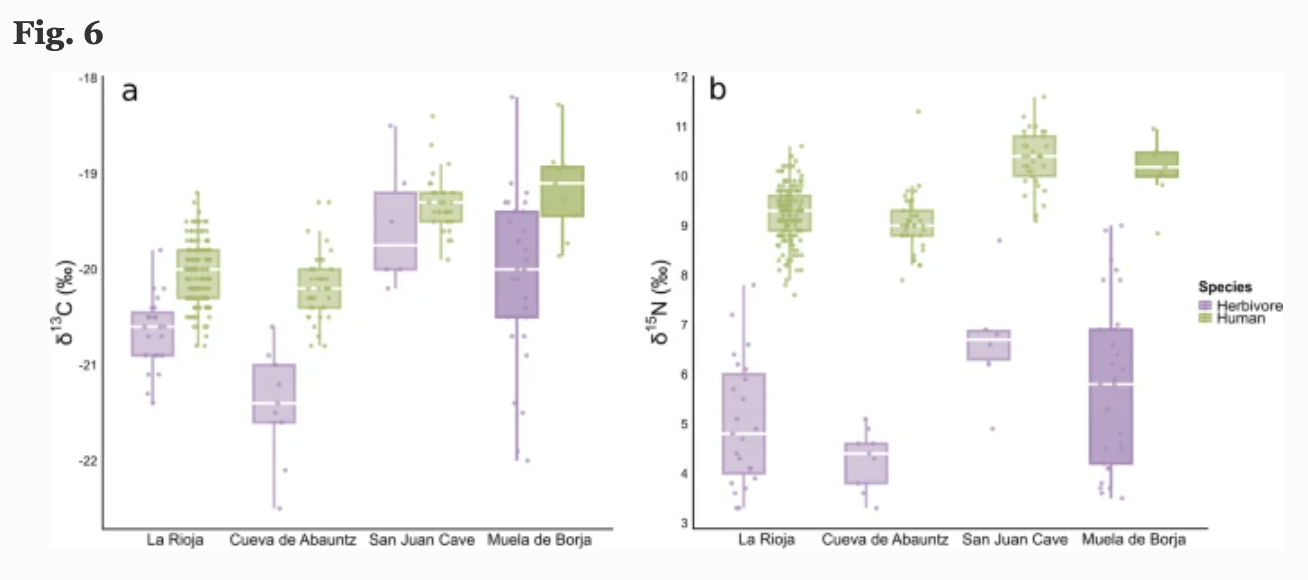 Fig. 6
a
-18
-19
-20
-21
-22
δ13C (‰)
La Rioja Cueva de Abauntz San Juan Cave Muela de Borja
b
12
11
10
9
8
7
6
5
4
3
δ15N (‰)
La Rioja Cueva de Abauntz San Juan Cave Muela de Borja
Species
Herbivore
Human